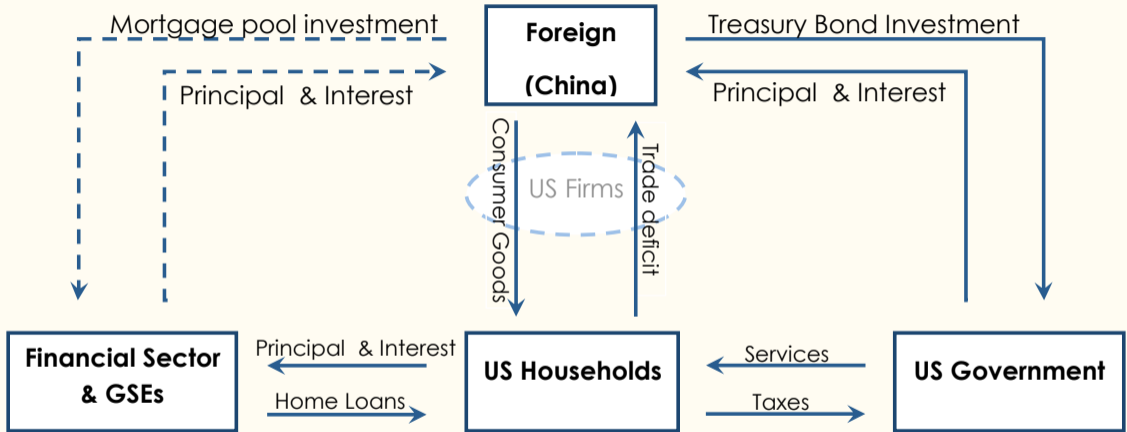 Mortgage pool investment
Foreign
(China)
Treasury Bond Investment
Principal & Interest
Principal & Interest
Consumer Goods
US Firms
Trade deficit
Financial Sector
& GSEs
Principal & Interest
Home Loans
US Households
Services
Taxes
US Government